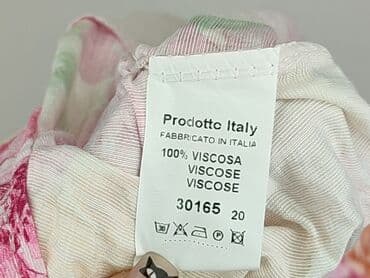 Prodotto Italy
FABBRICATO IN ITALIA
100% VISCOSA
VISCOSE
VISCOSE
30165 20